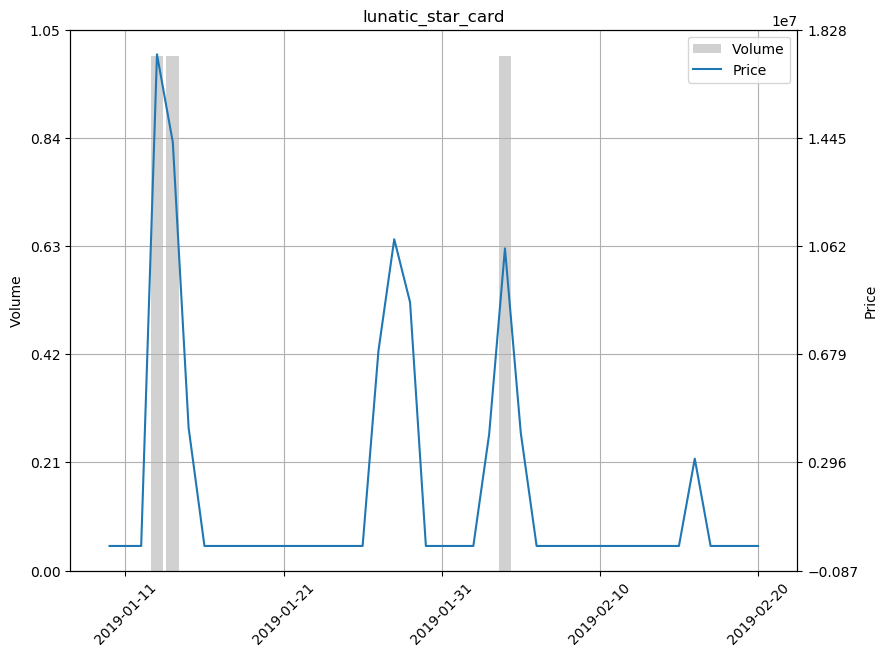 lunatic_star_card
1e7
1.05
0.84
0.63
0.42
0.21
0.00
Volume
1.828
1.445
1.062
0.679
0.296
−0.087
Price
Volume
Price
2019-01-11
2019-01-21
2019-01-31
2019-02-10
2019-02-20